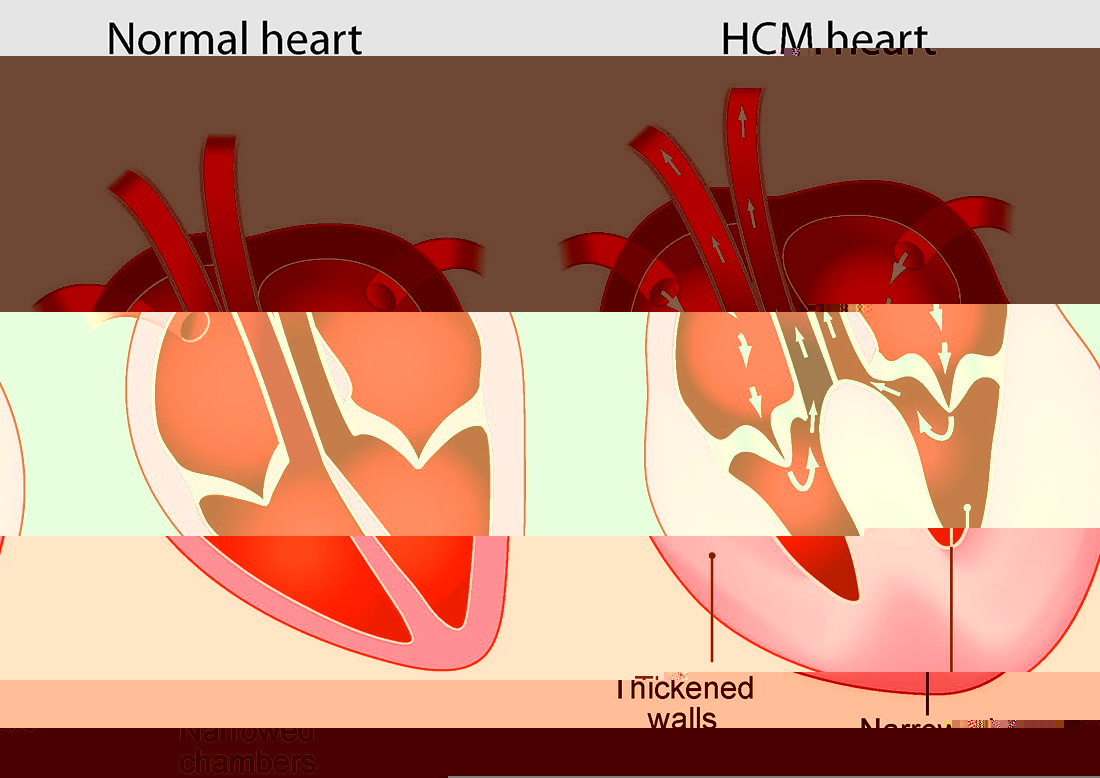 Normal heart
HCM heart
Thickened
walls
Narrowed
chambers